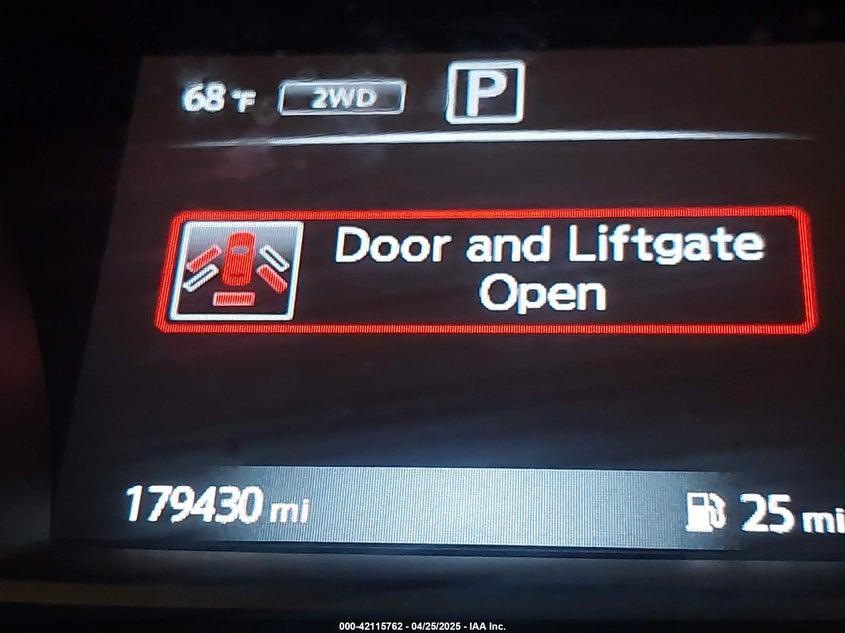 68°F 2WD P
Door and Liftgate
Open
179430 mi 25 mi
000-42115762 - 04/25/2025 - IAA Inc.